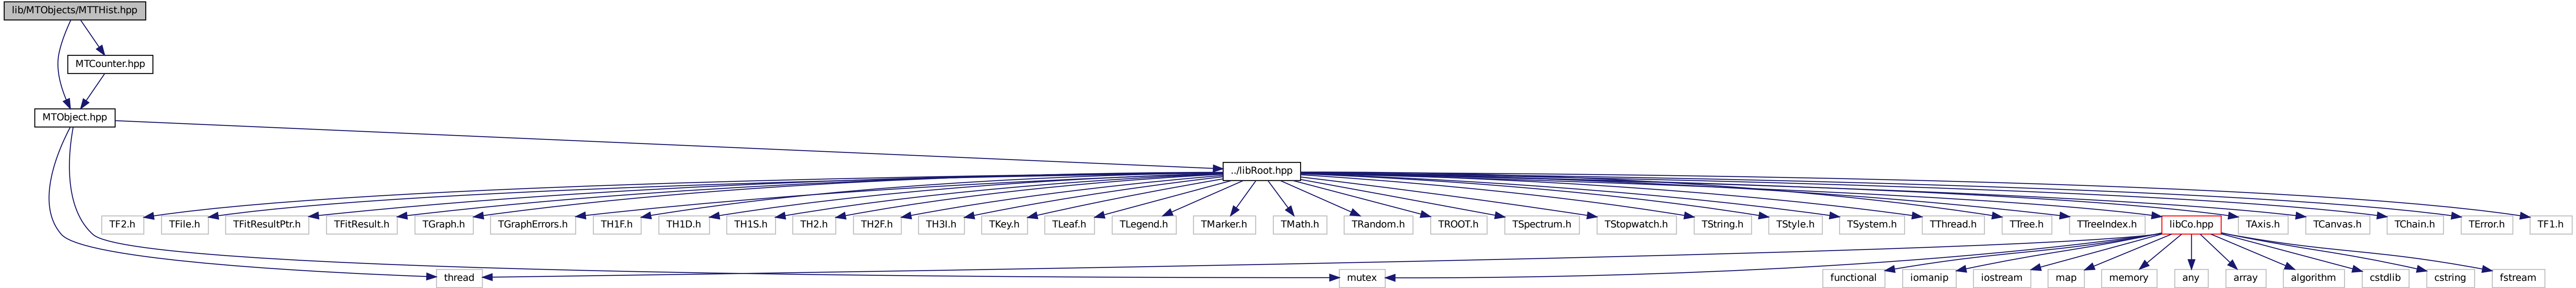 lib/MTObjects/MTTHist.hpp
MTCounter.hpp
MTObject.hpp
../libRoot.hpp
TF2.h
TFile.h
TFitResultPtr.h
TFitResult.h
TGraph.h
TGraphErrors.h
TH1F.h
TH1D.h
TH1S.h
TH2.h
TH2F.h
TH3I.h
TKey.h
TLeaf.h
TLegend.h
TMarker.h
TMath.h
TRandom.h
TROOT.h
TSpectrum.h
TStopwatch.h
TString.h
TStyle.h
TSystem.h
TThread.h
TTree.h
TTreeIndex.h
libCo.hpp
TAxis.h
TCanvas.h
TChain.h
TError.h
TF1.h
thread
mutex
functional
iomanip
iostream
map
memory
any
array
algorithm
cstdlib
cstring
fstream